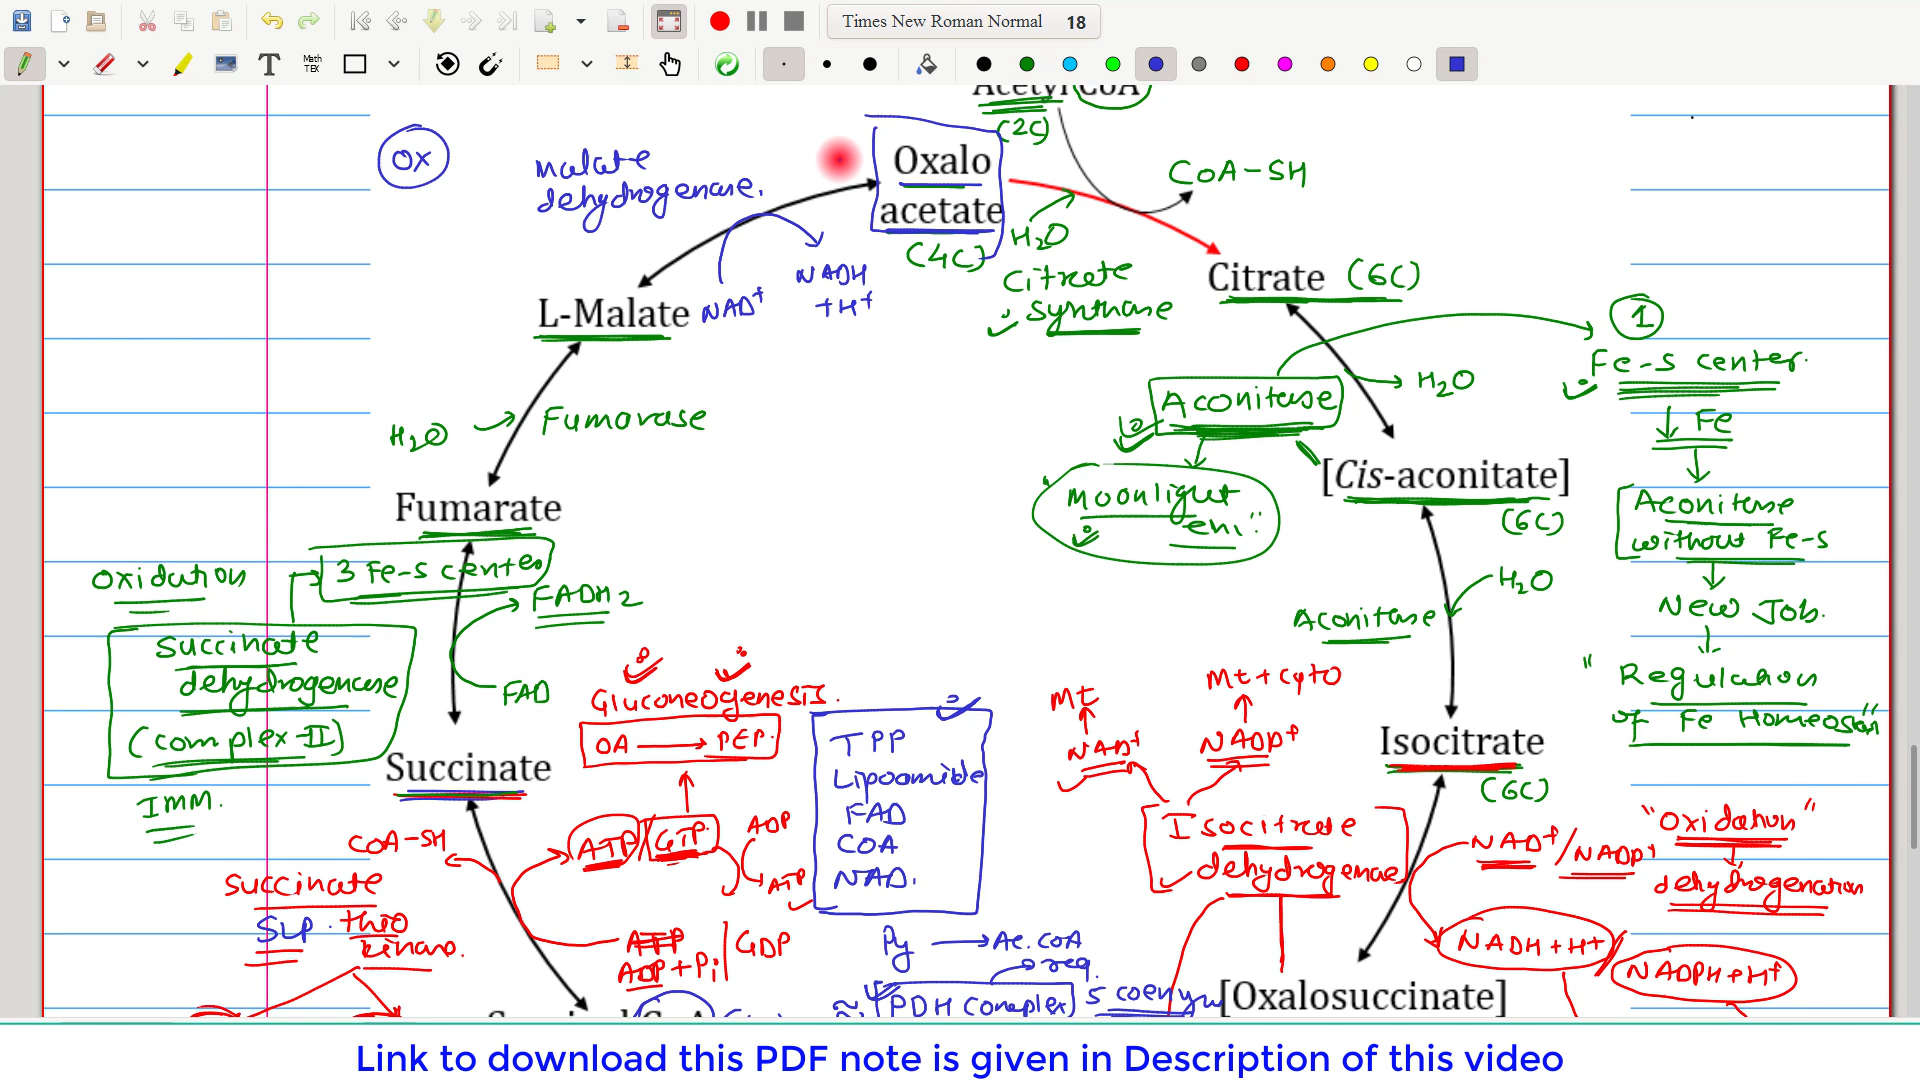 Times New Roman Normal 18
T Math TEX
Acetyl CoA
(2C)
OX
Malate
dehydrogenase.
Oxalo
acetate
(4C)
CoA-SH
H2O
Citrate
synthase
Citrate (6C)
NAD+
NADH
+H+
L-Malate
1
Fe-S center.
↓ Fe
Aconitase
without Fe-S
New Job.
"Regulation
of Fe Homeostasis"
Aconitase
H2O
"moonlight
enz"
[Cis-aconitate]
(6C)
H2O
Fumarase
Fumarate
3 Fe-S center
Oxidation
FADH2
FAD
Succinate
dehydrogenase
(complex-II)
IMM.
H2O
Aconitase
Isocitrate
(6C)
Gluconeogenesis.
OA → PEP.
TPP
Lipoamide
FAD
COA
NAD.
Mt
NAD+
Mt + cyto
NADP+
Isocitrate
dehydrogenase
NAD+/NADP+
"Oxidation"
dehydrogenation
NADH+H+/
NADPH+H+
Succinate
CoA-SH
ATP/GTP.
ADP
ATP
succinate
thio
kinase.
SLP.
ATP
ADP+Pi | GDP
Py → Ac.COA
req.
PDH Complex] 5 coenzy
[Oxalosuccinate]
Link to download this PDF note is given in Description of this video